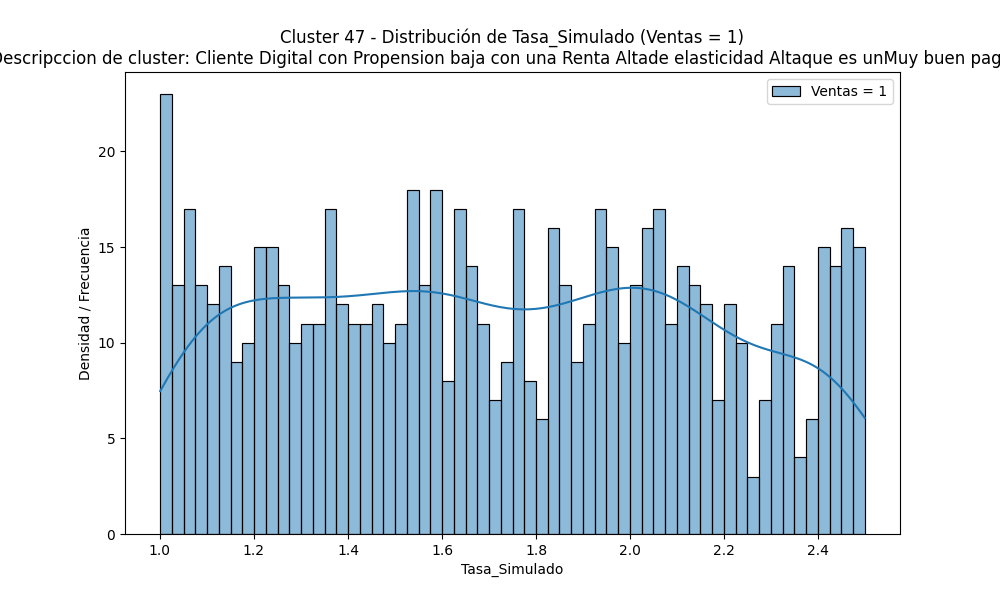 Cluster 47 - Distribución de Tasa_Simulado (Ventas = 1)
Descripccion de cluster: Cliente Digital con Propension baja con una Renta Altade elasticidad Altaque es unMuy buen pag
Ventas = 1
Densidad / Frecuencia
20
15
10
5
0
1.0 1.2 1.4 1.6 1.8 2.0 2.2 2.4
Tasa_Simulado